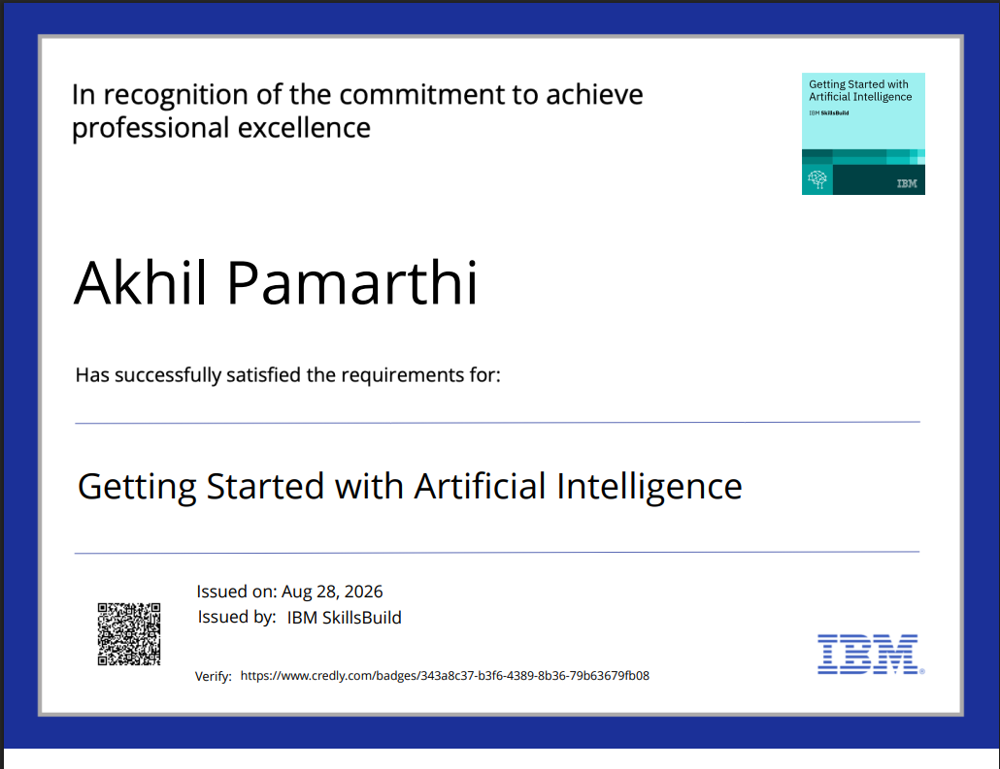 In recognition of the commitment to achieve
professional excellence
Getting Started with
Artificial Intelligence
IBM SkillsBuild
IBM
Akhil Pamarthi
Has successfully satisfied the requirements for:
Getting Started with Artificial Intelligence
Issued on: Aug 28, 2026
Issued by: IBM SkillsBuild
IBM®
Verify: https://www.credly.com/badges/343a8c37-b3f6-4389-8b36-79b63679fb08